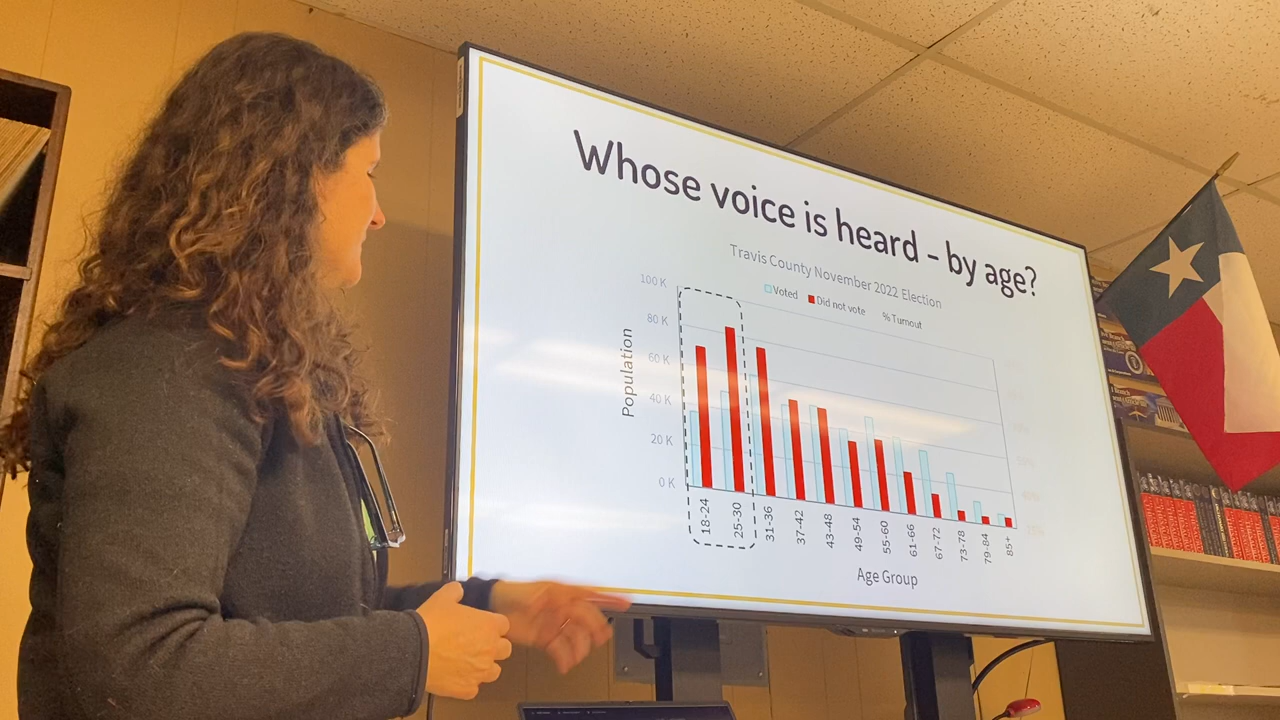 Whose voice is heard – by age?
Travis County November 2022 Election
Voted Did not vote % Turnout
100 K
80 K
60 K
40 K
20 K
0 K
Population
18-24 25-30 31-36 37-42 43-48 49-54 55-60 61-66 67-72 73-78 79-84 85+
Age Group